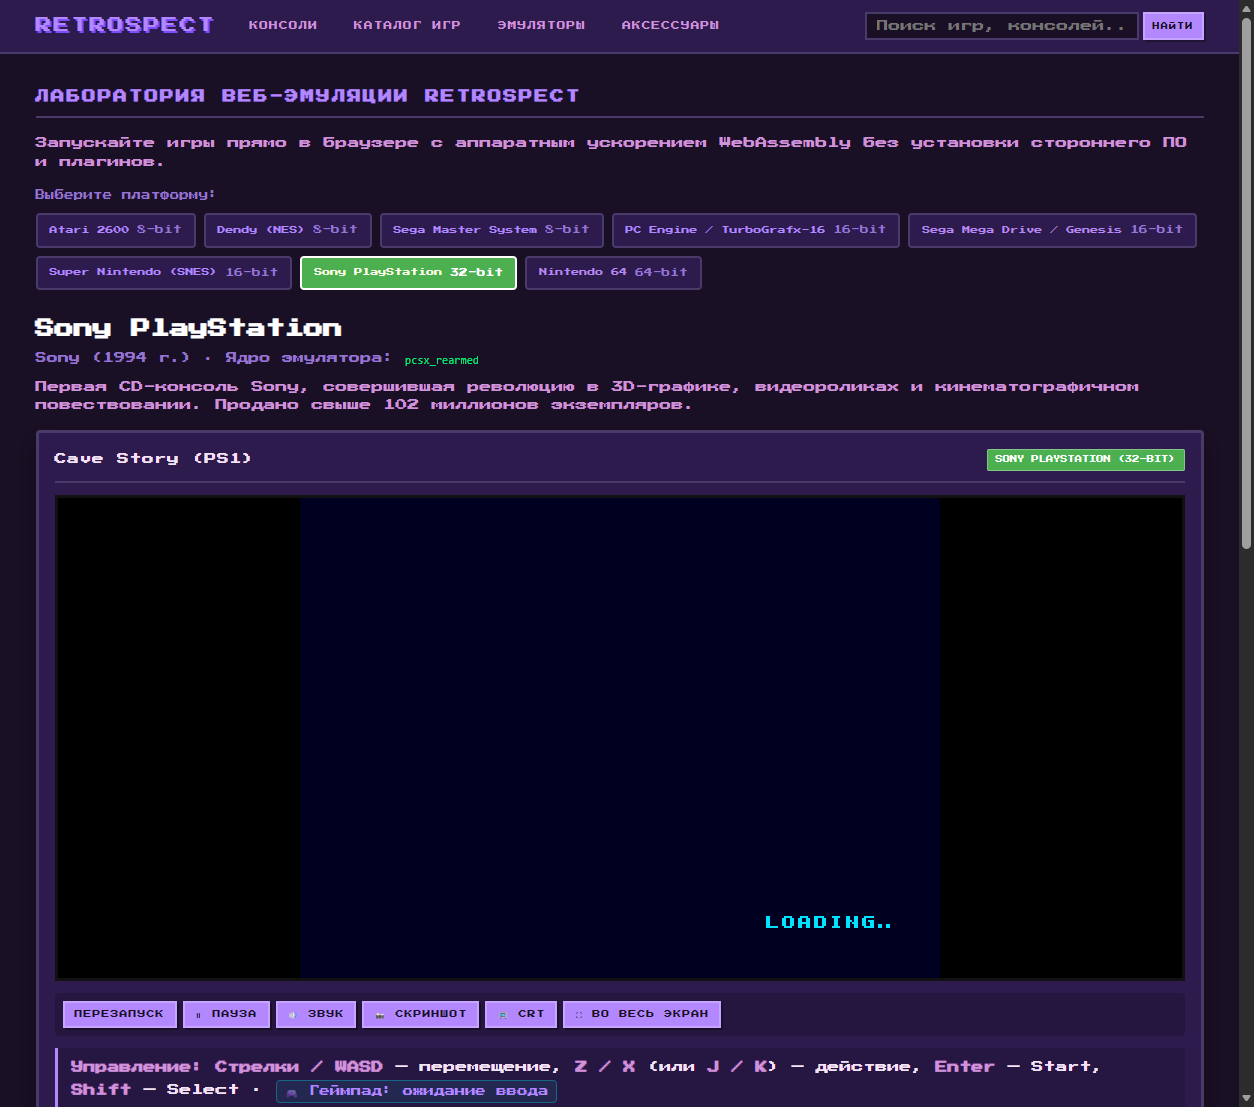 RETROSPECT КОНСОЛИ КАТАЛОГ ИГР ЭМУЛЯТОРЫ АКСЕССУАРЫ Поиск игр, консолей.. НАЙТИ
ЛАБОРАТОРИЯ ВЕБ-ЭМУЛЯЦИИ RETROSPECT
Запускайте игры прямо в браузере с аппаратным ускорением WebAssembly без установки стороннего ПО
и плагинов.
Выберите платформу:
Atari 2600 8-bit Dendy (NES) 8-bit Sega Master System 8-bit PC Engine / TurboGrafx-16 16-bit Sega Mega Drive / Genesis 16-bit
Super Nintendo (SNES) 16-bit Sony PlayStation 32-bit Nintendo 64 64-bit
Sony PlayStation
Sony (1994 г.) · Ядро эмулятора: pcsx_rearmed
Первая CD-консоль Sony, совершившая революцию в 3D-графике, видеороликах и кинематографичном
повествовании. Продано свыше 102 миллионов экземпляров.
Cave Story (PS1) SONY PLAYSTATION (32-BIT)
LOADING..
ПЕРЕЗАПУСК ПАУЗА ЗВУК СКРИНШОТ CRT ВО ВЕСЬ ЭКРАН
Управление: Стрелки / WASD — перемещение, Z / X (или J / K) — действие, Enter — Start,
Shift — Select · Геймпад: ожидание ввода